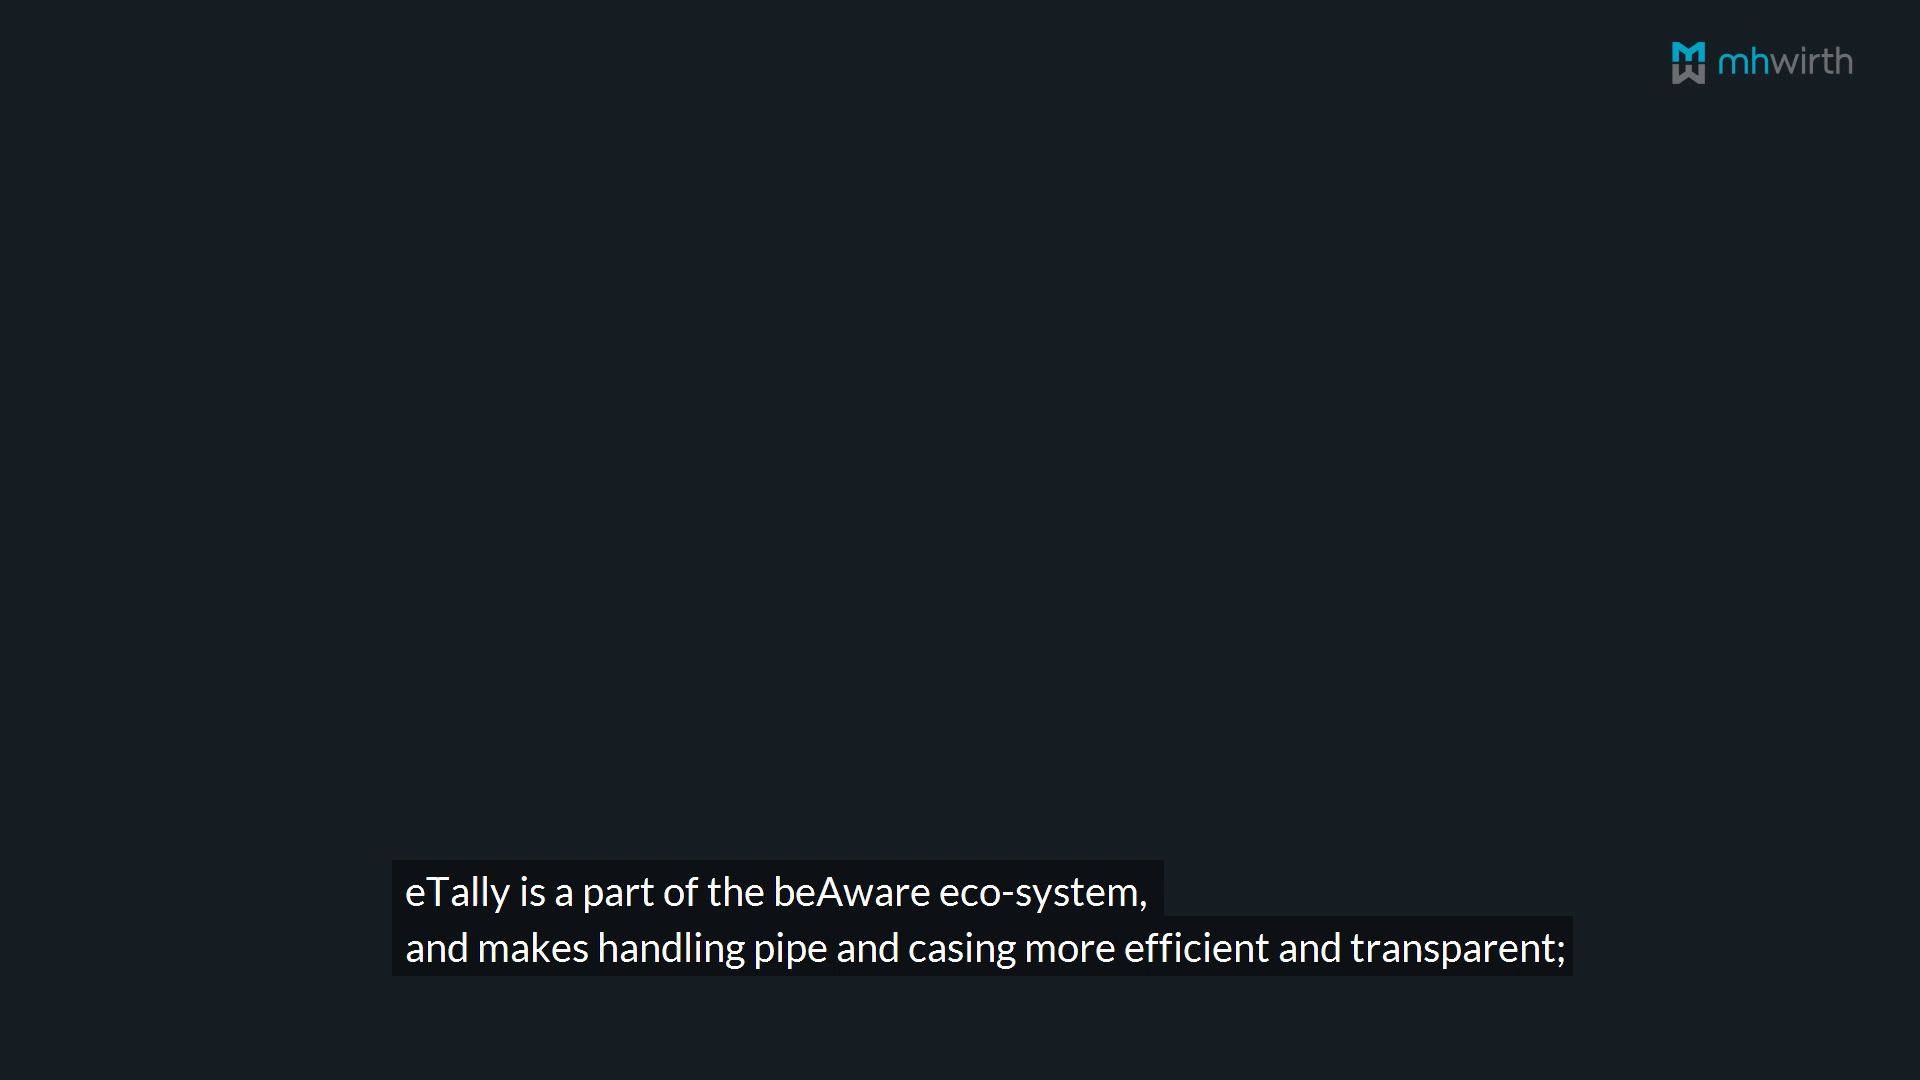 mhwirth
eTally is a part of the beAware eco-system,
and makes handling pipe and casing more efficient and transparent;